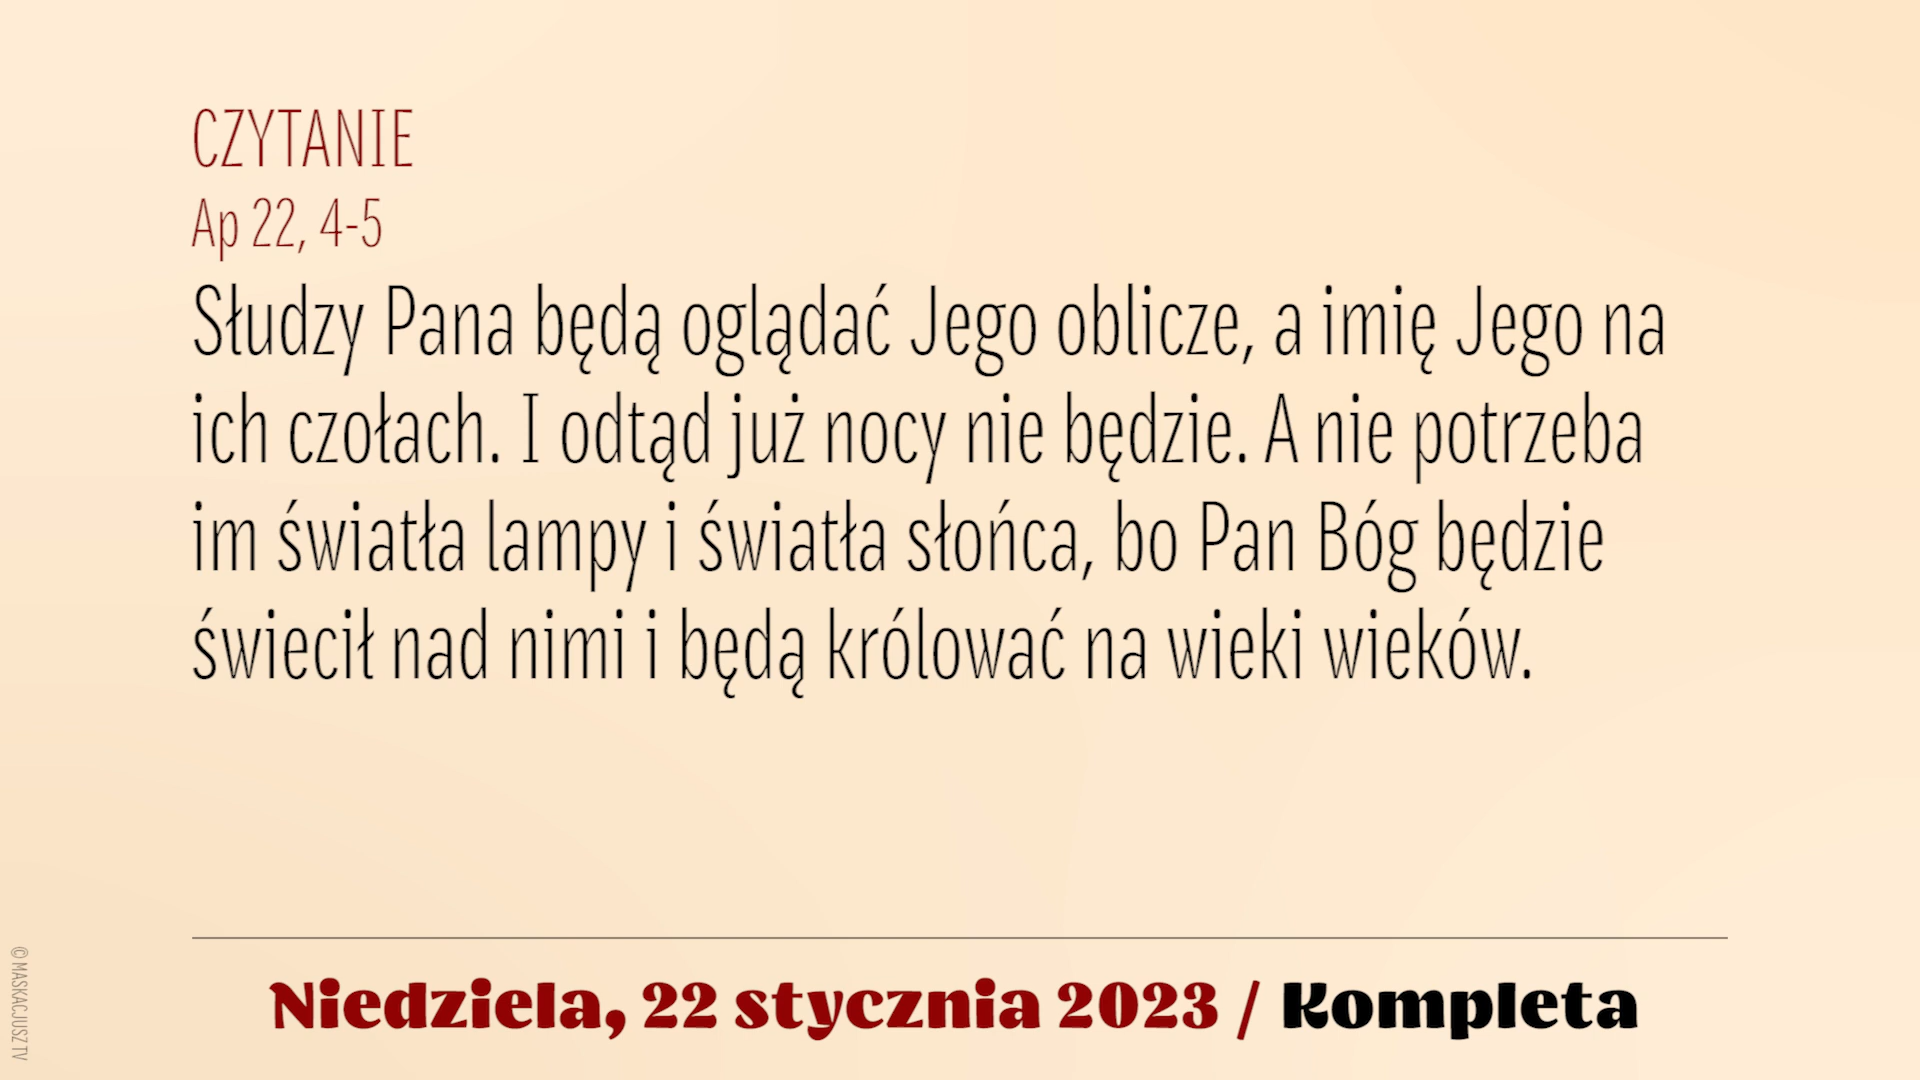 CZYTANIE
Ap 22, 4-5
Słudzy Pana będą oglądać Jego oblicze, a imię Jego na
ich czołach. I odtąd już nocy nie będzie. A nie potrzeba
im światła lampy i światła słońca, bo Pan Bóg będzie
świecił nad nimi i będą królować na wieki wieków.
Niedziela, 22 stycznia 2023 / Kompleta
© MASKACJUSZ TV